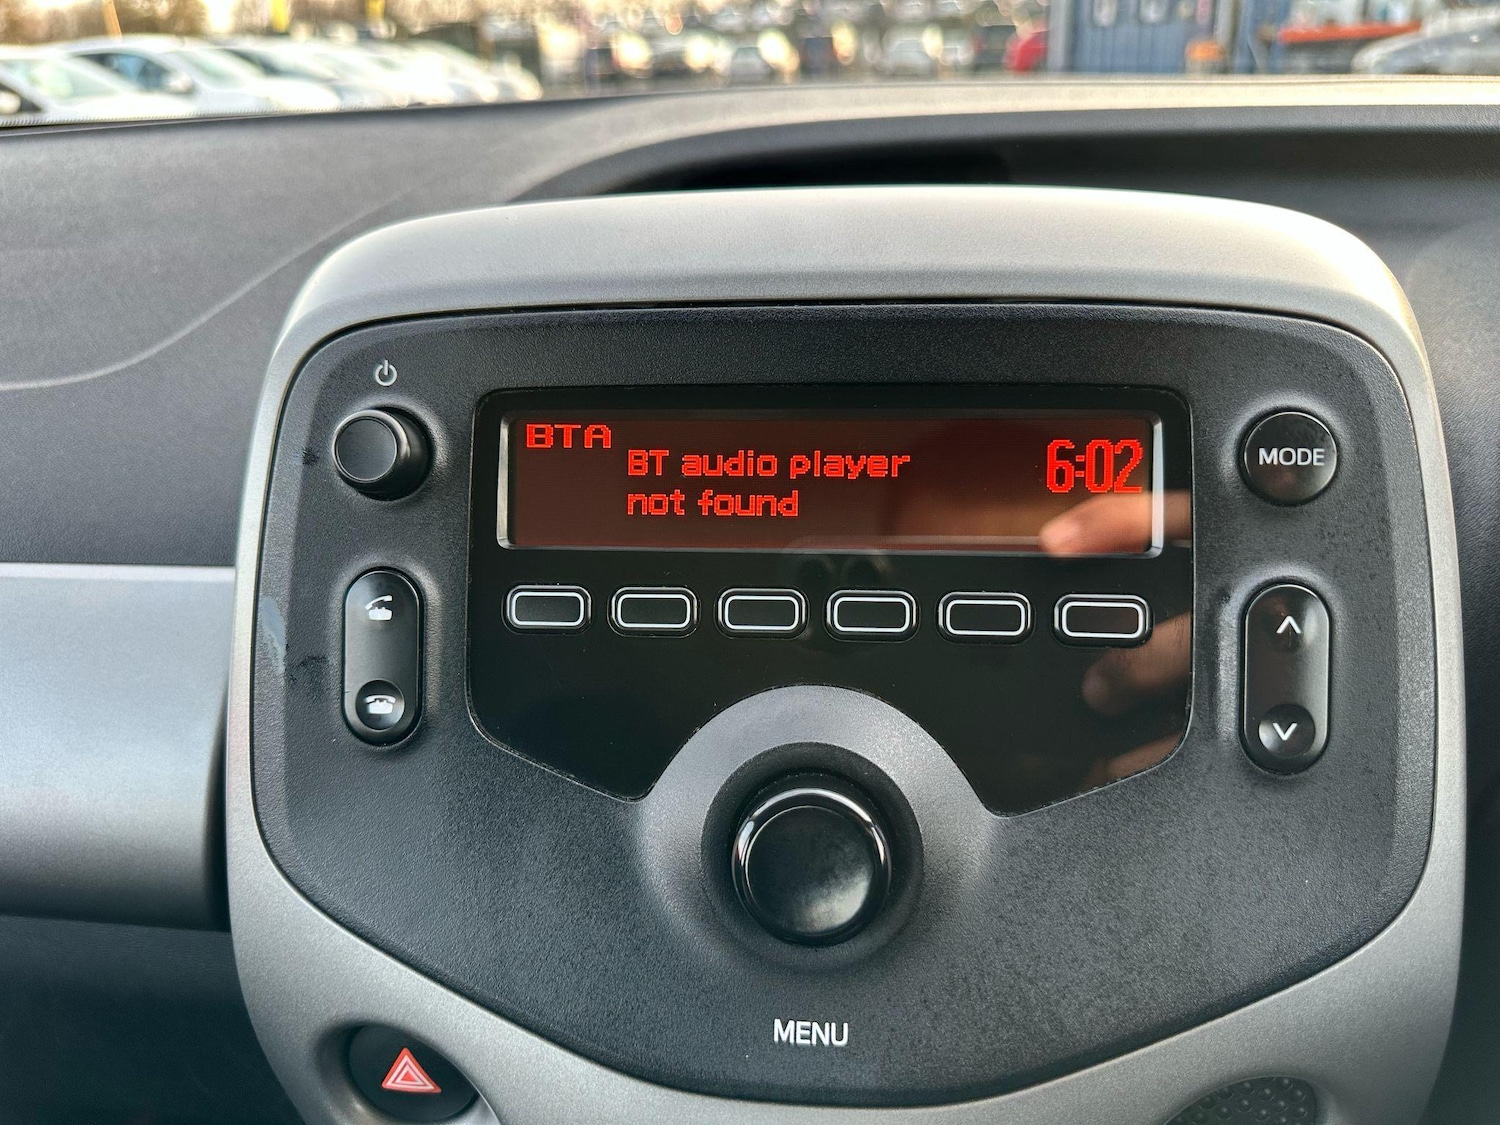 BTA
BT audio player
not found
6:02
MODE
MENU